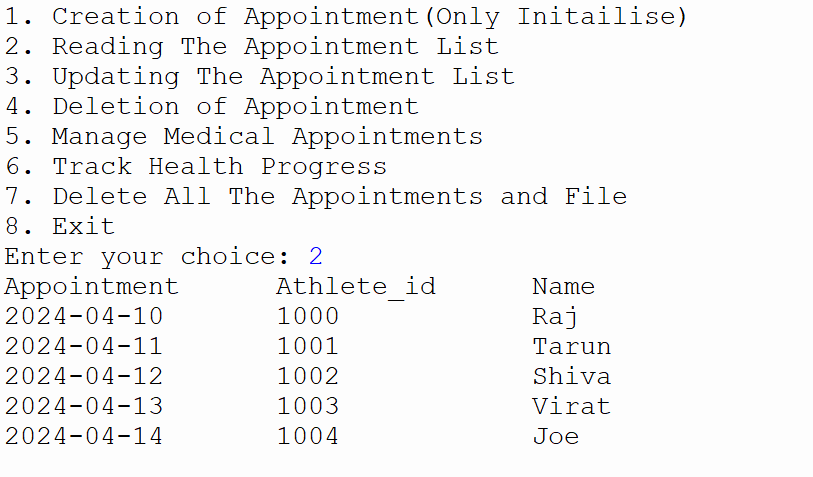 1. Creation of Appointment(Only Initailise)
2. Reading The Appointment List
3. Updating The Appointment List
4. Deletion of Appointment
5. Manage Medical Appointments
6. Track Health Progress
7. Delete All The Appointments and File
8. Exit
Enter your choice: 2
Appointment Athlete_id Name
2024-04-10 1000 Raj
2024-04-11 1001 Tarun
2024-04-12 1002 Shiva
2024-04-13 1003 Virat
2024-04-14 1004 Joe